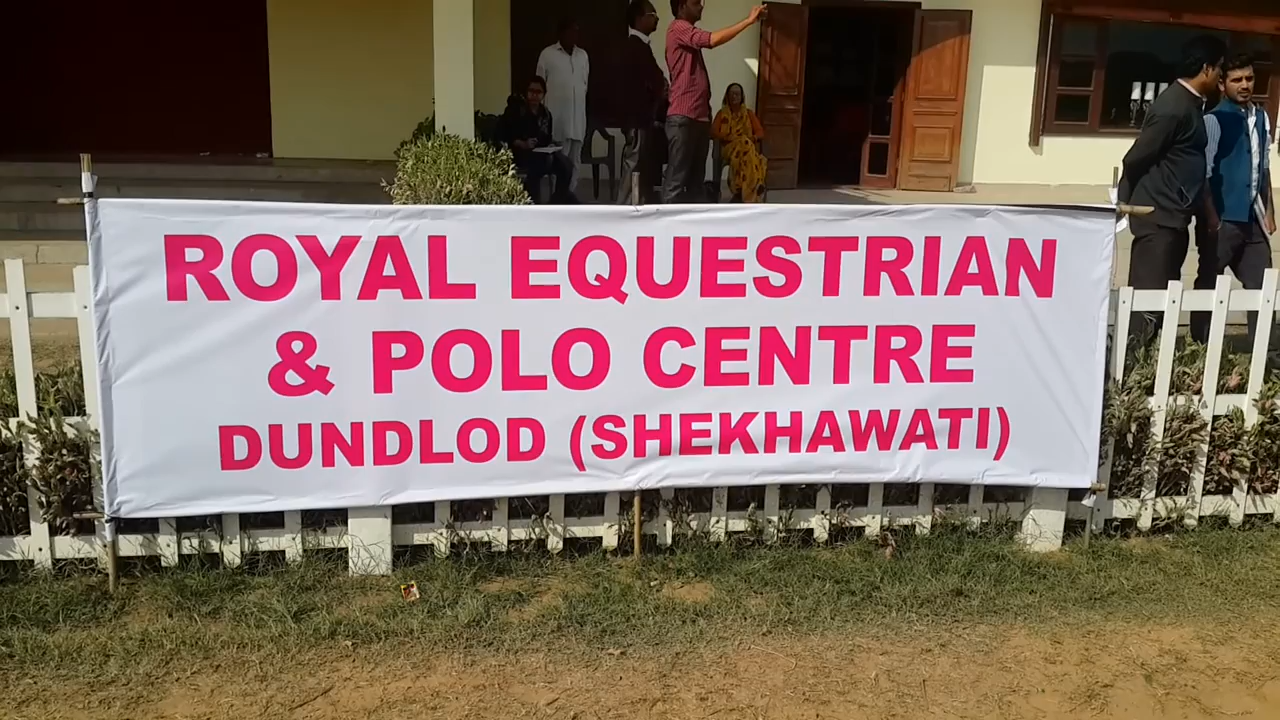 ROYAL EQUESTRIAN
& POLO CENTRE
DUNDLOD (SHEKHAWATI)